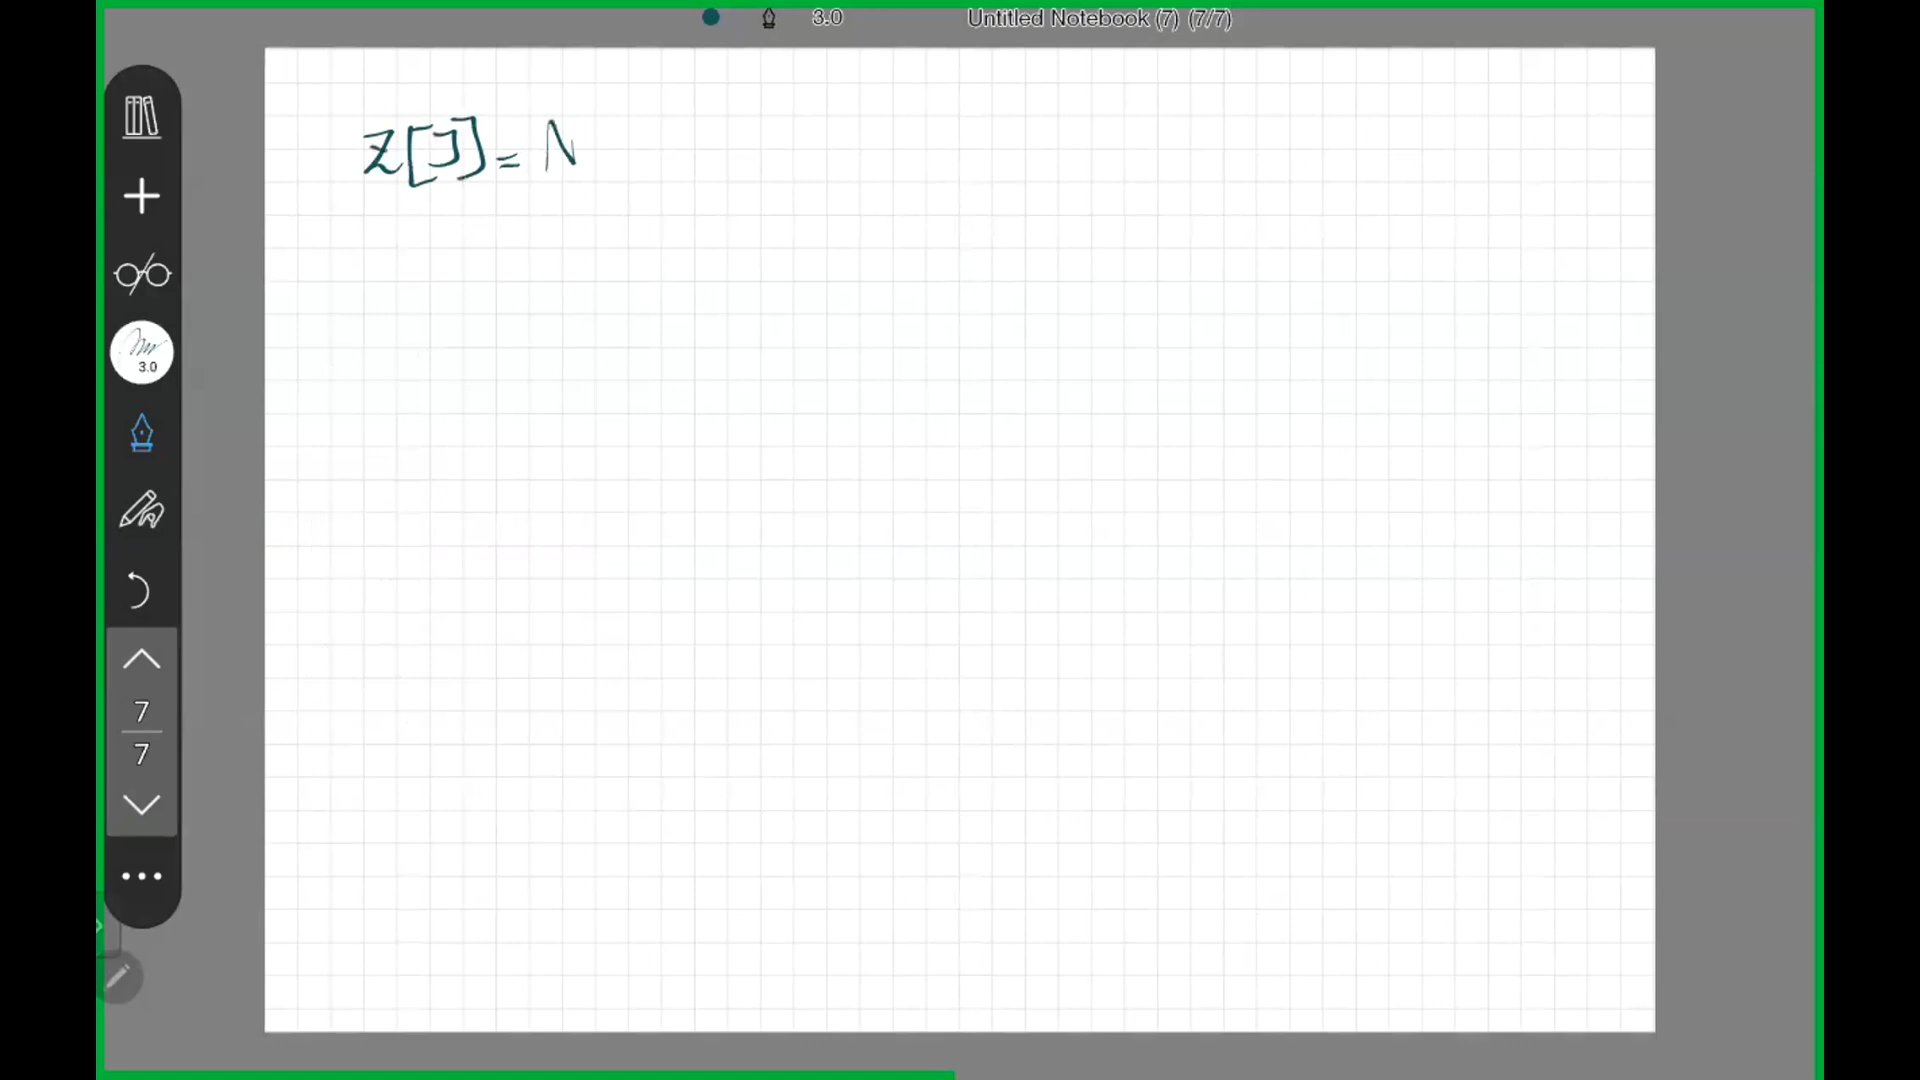 3.0 Untitled Notebook (7) (7/7)
Z[J] = N
3.0
7
7